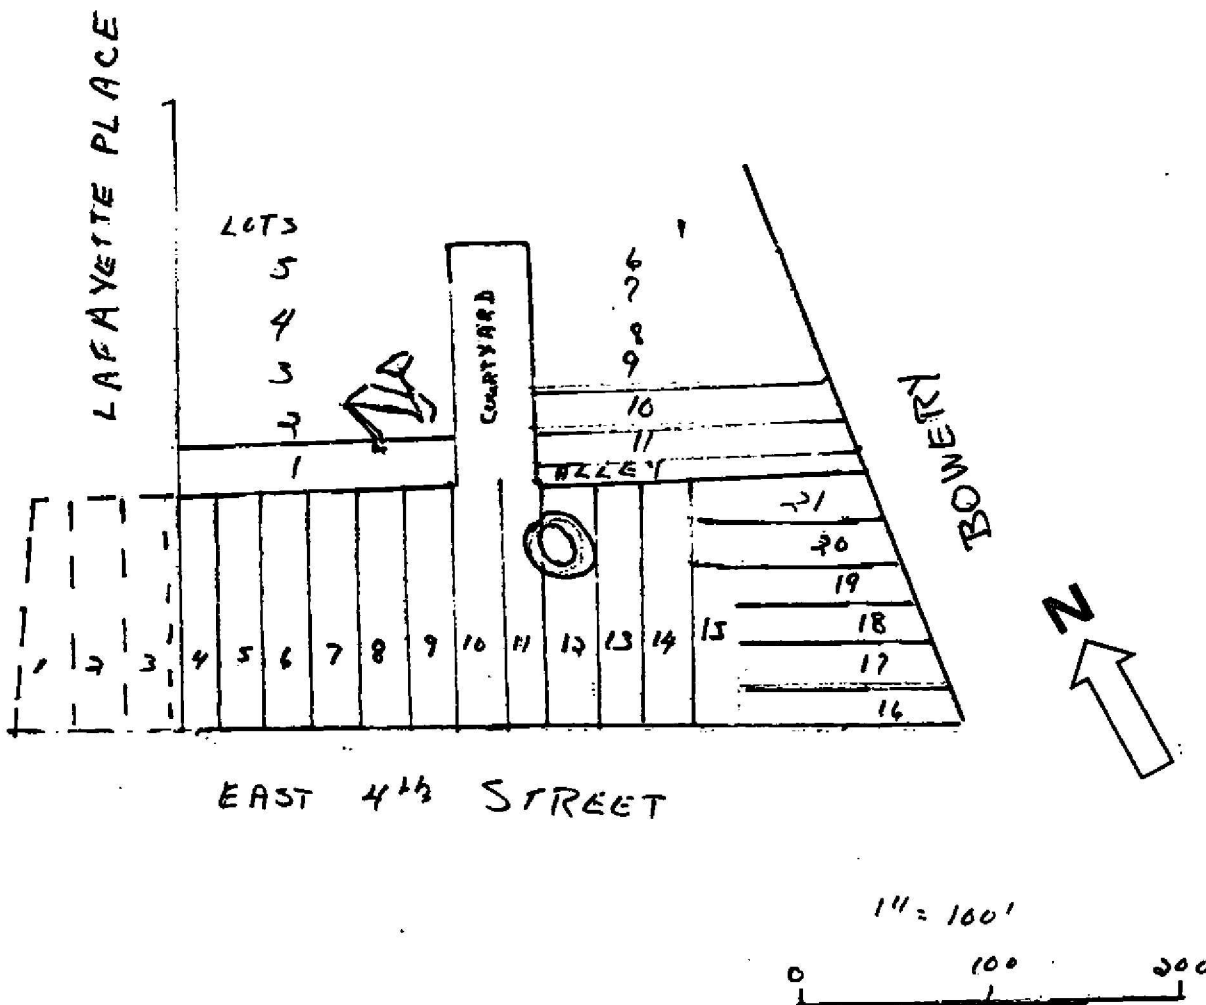 LAFAYETTE PLACE
LOTS
5
4
3
2
1
COURTYARD
6
7
8
9
10
11
ALLEY
BOWERY
21
20
19
18
17
16
1 2 3 4 5 6 7 8 9 10 11 12 13 14 15
EAST 4th STREET
N
1" = 100'
0 100 200